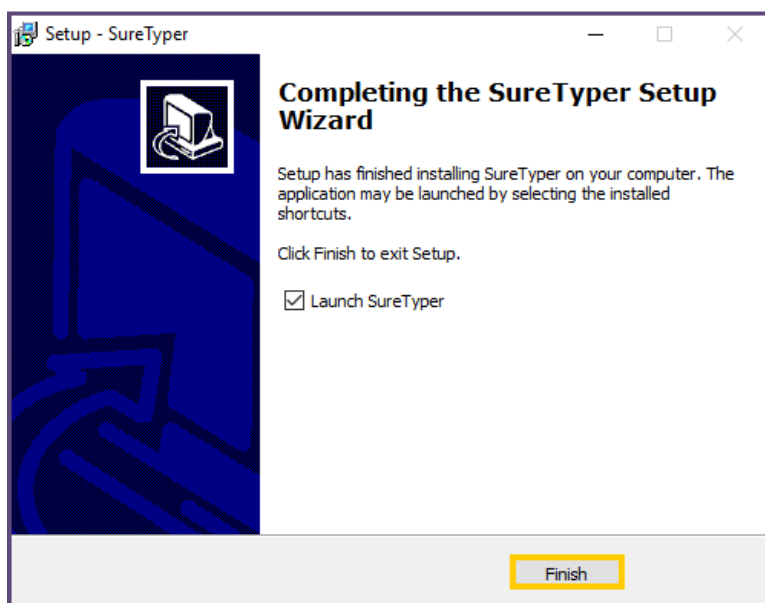 Setup - SureTyper
Completing the SureTyper Setup
Wizard
Setup has finished installing SureTyper on your computer. The
application may be launched by selecting the installed
shortcuts.
Click Finish to exit Setup.
Launch SureTyper
Finish